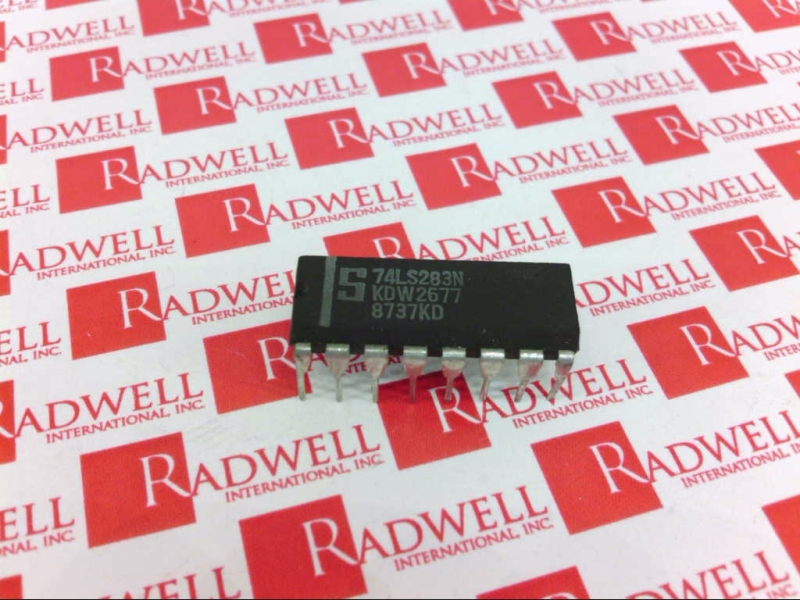 S
74LS283N
KDW2677
8737KD
RADWELL
INTERNATIONAL, INC.